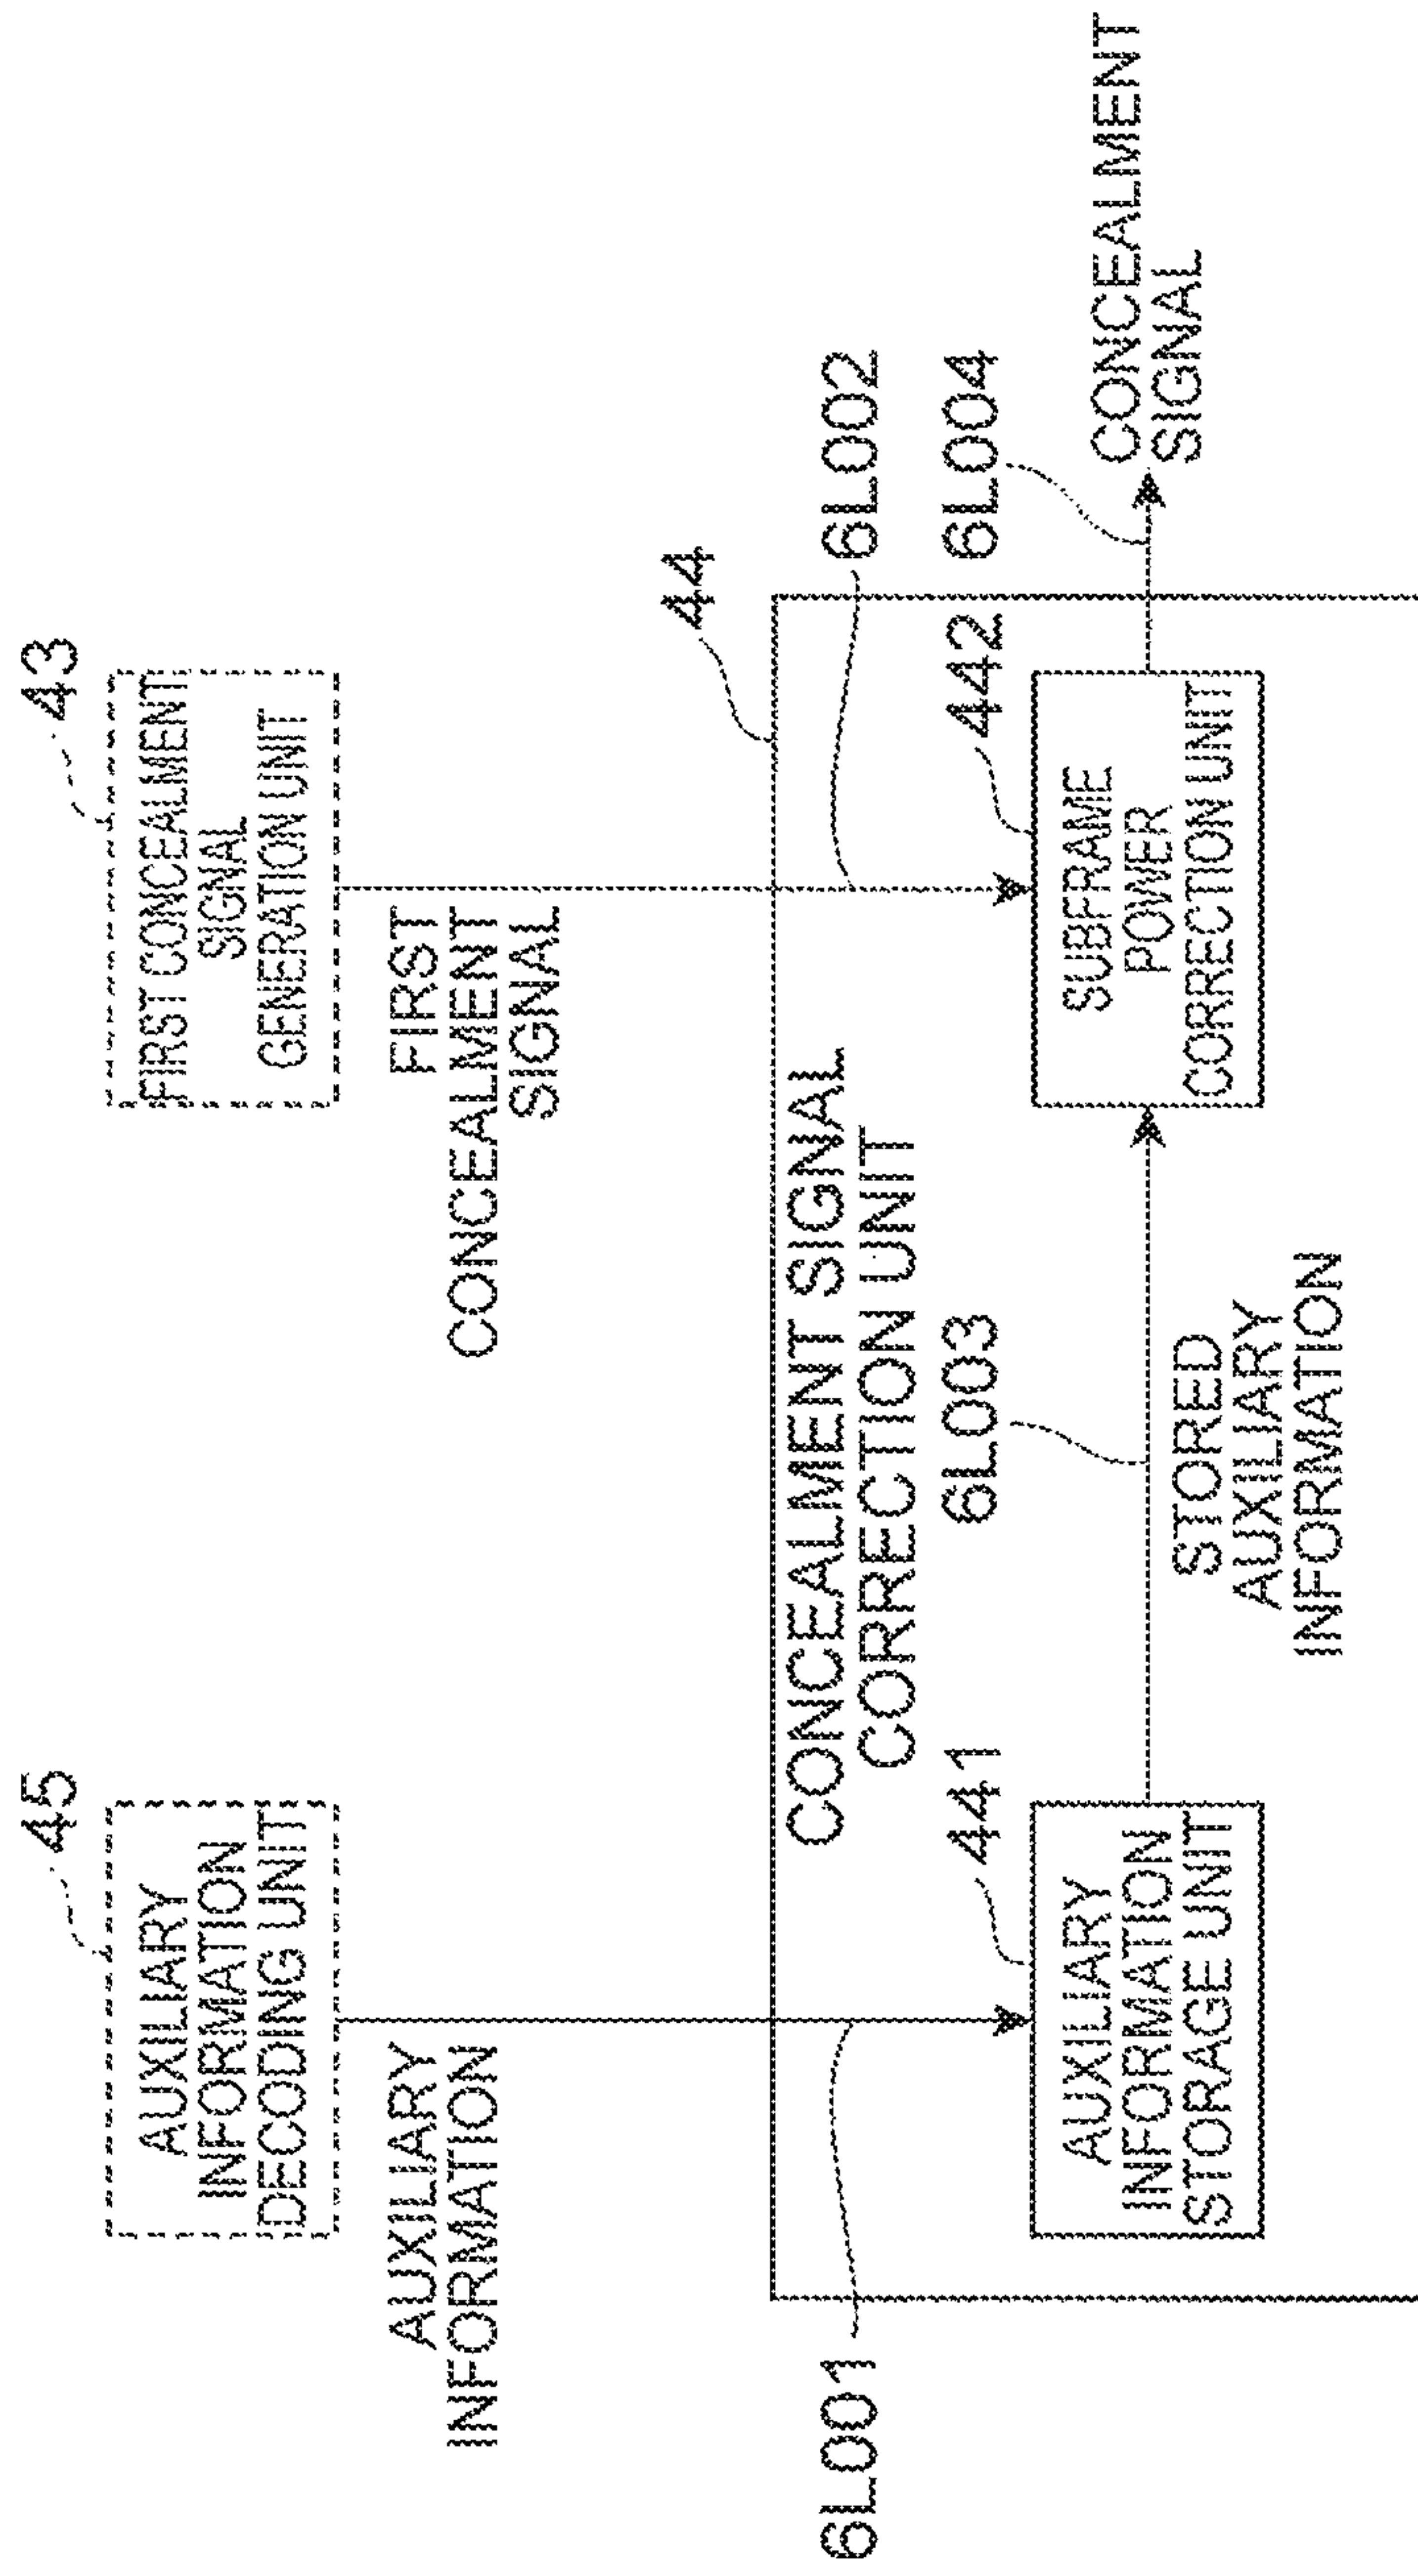 45
AUXILIARY
INFORMATION
DECODING UNIT
43
FIRST CONCEALMENT
SIGNAL
GENERATION UNIT
AUXILIARY
INFORMATION
FIRST
CONCEALMENT
SIGNAL
44
6L001
CONCEALMENT SIGNAL
CORRECTION UNIT
6L002
441
6L003
442
6L004
AUXILIARY
INFORMATION
STORAGE UNIT
STORED
AUXILIARY
INFORMATION
SUBFRAME
POWER
CORRECTION UNIT
CONCEALMENT
SIGNAL